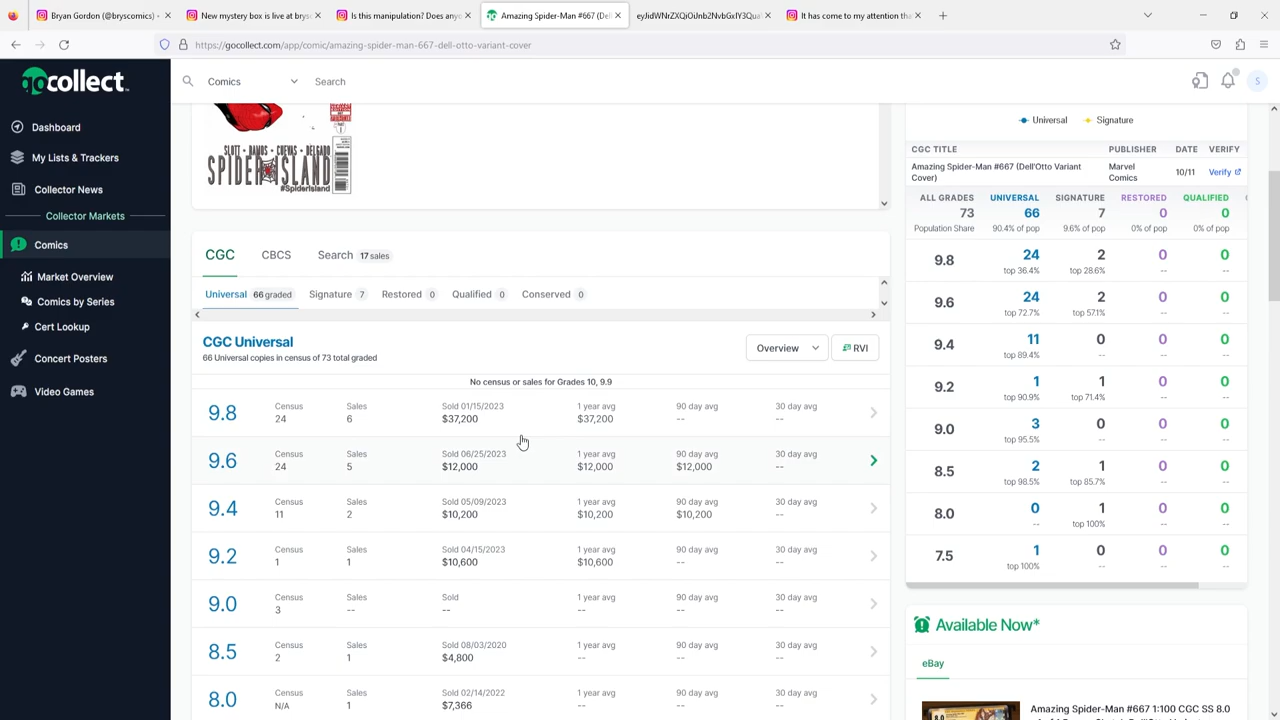 Bryan Gordon (@bryscomics) ·
New mystery box is live at brys
Is this manipulation? Does anyo
Amazing Spider-Man #667 (Dell
It has come to my attention tha
https://gocollect.com/app/comic/amazing-spider-man-667-dell-otto-variant-cover
gocollect.
Comics
Search
S
Dashboard
My Lists & Trackers
Collector News
Collector Markets
Comics
Market Overview
Comics by Series
Cert Lookup
Concert Posters
Video Games
SLOTT · RAMOS · CUEVAS · DELGADO
SPIDER ISLAND
#SpiderIsland
CGC CBCS Search 17 sales
Universal 66 graded Signature 7 Restored 0 Qualified 0 Conserved 0
CGC Universal
66 Universal copies in census of 73 total graded
Overview
RVI
No census or sales for Grades 10, 9.9
Census Sales Sold 01/15/2023 1 year avg 90 day avg 30 day avg
9.8 24 6 $37,200 $37,200 -- --
Census Sales Sold 06/25/2023 1 year avg 90 day avg 30 day avg
9.6 24 5 $12,000 $12,000 $12,000 --
Census Sales Sold 05/09/2023 1 year avg 90 day avg 30 day avg
9.4 11 2 $10,200 $10,200 $10,200 --
Census Sales Sold 04/15/2023 1 year avg 90 day avg 30 day avg
9.2 1 1 $10,600 $10,600 -- --
Census Sales Sold 1 year avg 90 day avg 30 day avg
9.0 3 -- -- -- -- --
Census Sales Sold 08/03/2020 1 year avg 90 day avg 30 day avg
8.5 2 1 $4,800 -- -- --
Census Sales Sold 02/14/2022 1 year avg 90 day avg 30 day avg
8.0 N/A 1 $7,366 -- -- --
Universal Signature
CGC TITLE PUBLISHER DATE VERIFY
Amazing Spider-Man #667 (Dell'Otto Variant Cover) Marvel Comics 10/11 Verify
ALL GRADES UNIVERSAL SIGNATURE RESTORED QUALIFIED
73 66 7 0 0
Population Share 90.4% of pop 9.6% of pop 0% of pop 0% of pop
9.8 24 2 0 0
top 36.4% top 28.6% -- --
9.6 24 2 0 0
top 72.7% top 57.1% -- --
9.4 11 0 0 0
top 89.4% -- -- --
9.2 1 1 0 0
top 90.9% top 71.4% -- --
9.0 3 0 0 0
top 95.5% -- -- --
8.5 2 1 0 0
top 98.5% top 85.7% -- --
8.0 0 1 0 0
-- top 100% -- --
7.5 1 0 0 0
top 100% -- -- --
Available Now*
eBay
Amazing Spider-Man #667 1:100 CGC SS 8.0